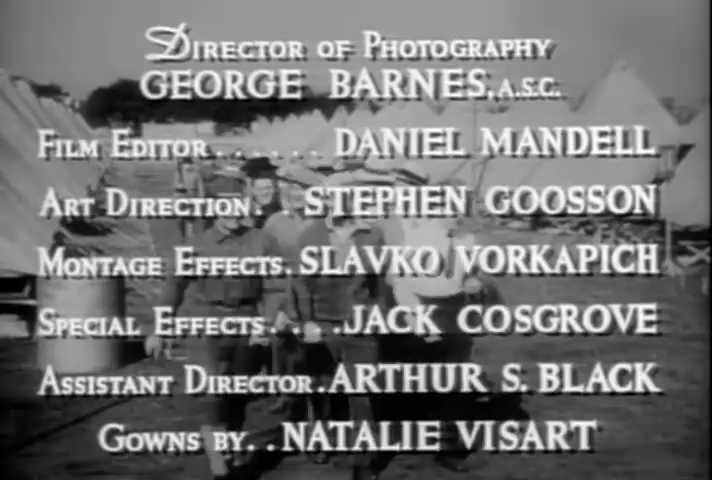 Director of Photography
GEORGE BARNES, A.S.C.
Film Editor . . . . . . DANIEL MANDELL
Art Direction . . STEPHEN GOOSSON
Montage Effects . SLAVKO VORKAPICH
Special Effects . . . . JACK COSGROVE
Assistant Director . ARTHUR S. BLACK
Gowns by . . NATALIE VISART